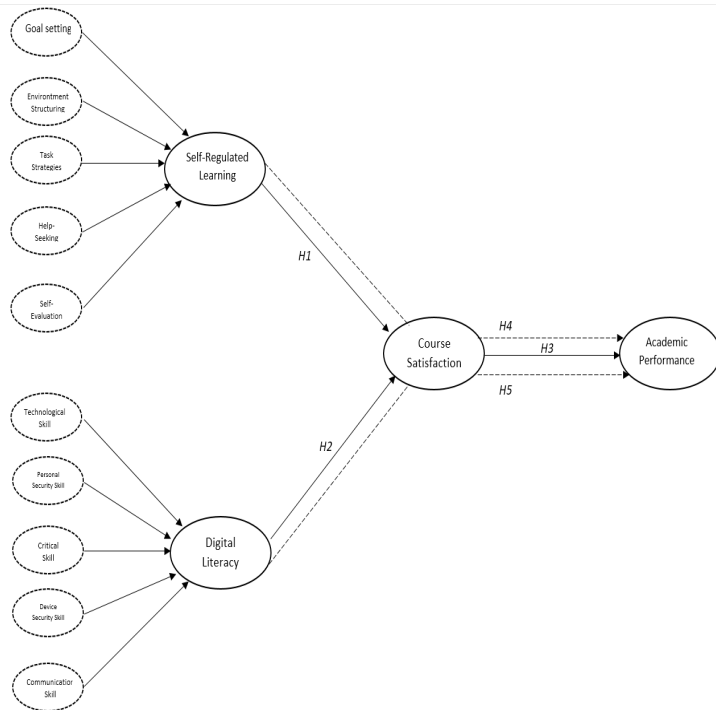 Goal setting
Environtment
Structuring
Task
Strategies
Help-
Seeking
Self-
Evaluation
Self-Regulated
Learning
H1
Course
Satisfaction
H4
H3
H5
Academic
Performance
H2
Technological
Skill
Personal
Security Skill
Critical
Skill
Device
Security Skill
Communication
Skill
Digital
Literacy